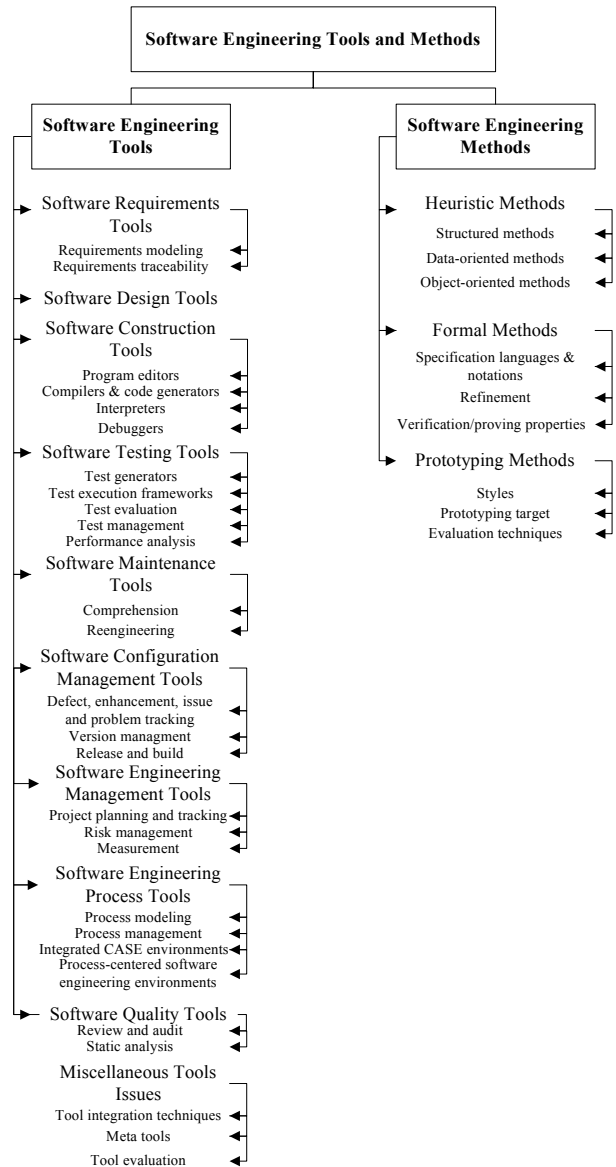 Software Engineering Tools and Methods
Software Engineering
Tools
Software Requirements
Tools
Requirements modeling
Requirements traceability
Software Design Tools
Software Construction
Tools
Program editors
Compilers & code generators
Interpreters
Debuggers
Software Testing Tools
Test generators
Test execution frameworks
Test evaluation
Test management
Performance analysis
Software Maintenance
Tools
Comprehension
Reengineering
Software Configuration
Management Tools
Defect, enhancement, issue
and problem tracking
Version managment
Release and build
Software Engineering
Management Tools
Project planning and tracking
Risk management
Measurement
Software Engineering
Process Tools
Process modeling
Process management
Integrated CASE environments
Process-centered software
engineering environments
Software Quality Tools
Review and audit
Static analysis
Miscellaneous Tools
Issues
Tool integration techniques
Meta tools
Tool evaluation
Software Engineering
Methods
Heuristic Methods
Structured methods
Data-oriented methods
Object-oriented methods
Formal Methods
Specification languages &
notations
Refinement
Verification/proving properties
Prototyping Methods
Styles
Prototyping target
Evaluation techniques